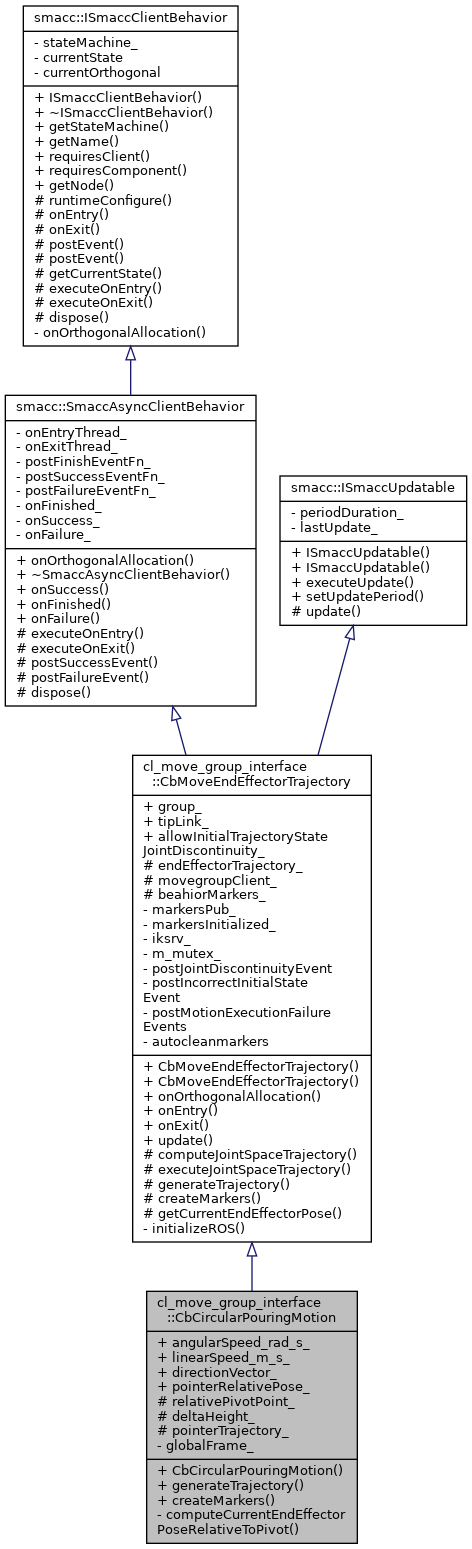 smacc::ISmaccClientBehavior
- stateMachine_
- currentState
- currentOrthogonal
+ ISmaccClientBehavior()
+ ~ISmaccClientBehavior()
+ getStateMachine()
+ getName()
+ requiresClient()
+ requiresComponent()
+ getNode()
# runtimeConfigure()
# onEntry()
# onExit()
# postEvent()
# postEvent()
# getCurrentState()
# executeOnEntry()
# executeOnExit()
# dispose()
- onOrthogonalAllocation()
smacc::SmaccAsyncClientBehavior
- onEntryThread_
- onExitThread_
- postFinishEventFn_
- postSuccessEventFn_
- postFailureEventFn_
- onFinished_
- onSuccess_
- onFailure_
+ onOrthogonalAllocation()
+ ~SmaccAsyncClientBehavior()
+ onSuccess()
+ onFinished()
+ onFailure()
# executeOnEntry()
# executeOnExit()
# postSuccessEvent()
# postFailureEvent()
# dispose()
smacc::ISmaccUpdatable
- periodDuration_
- lastUpdate_
+ ISmaccUpdatable()
+ ISmaccUpdatable()
+ executeUpdate()
+ setUpdatePeriod()
# update()
cl_move_group_interface
::CbMoveEndEffectorTrajectory
+ group_
+ tipLink_
+ allowInitialTrajectoryState
JointDiscontinuity_
# endEffectorTrajectory_
# movegroupClient_
# beahiorMarkers_
- markersPub_
- markersInitialized_
- iksrv_
- m_mutex_
- postJointDiscontinuityEvent
- postIncorrectInitialState
Event
- postMotionExecutionFailure
Events
- autocleanmarkers
+ CbMoveEndEffectorTrajectory()
+ CbMoveEndEffectorTrajectory()
+ onOrthogonalAllocation()
+ onEntry()
+ onExit()
+ update()
# computeJointSpaceTrajectory()
# executeJointSpaceTrajectory()
# generateTrajectory()
# createMarkers()
# getCurrentEndEffectorPose()
- initializeROS()
cl_move_group_interface
::CbCircularPouringMotion
+ angularSpeed_rad_s_
+ linearSpeed_m_s_
+ directionVector_
+ pointerRelativePose_
# relativePivotPoint_
# deltaHeight_
# pointerTrajectory_
- globalFrame_
+ CbCircularPouringMotion()
+ generateTrajectory()
+ createMarkers()
- computeCurrentEndEffector
PoseRelativeToPivot()